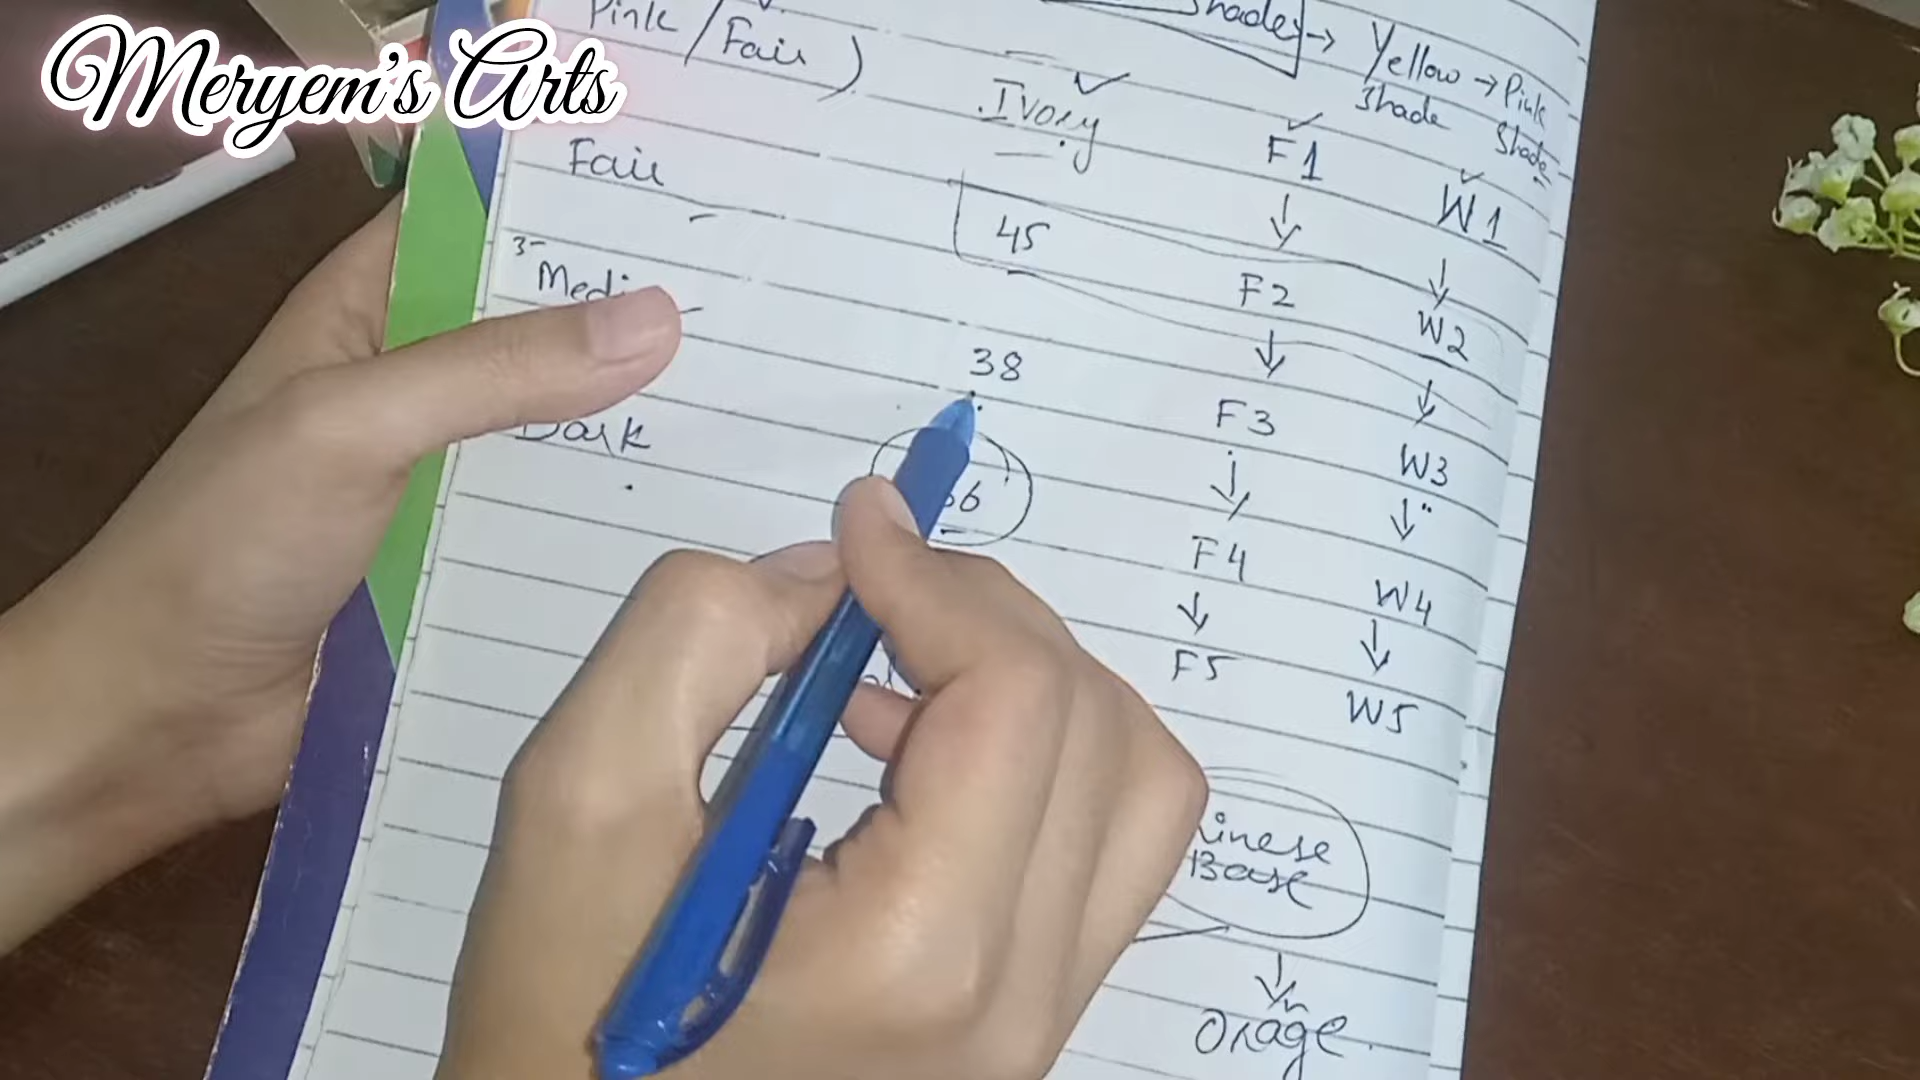 Meryem's Arts
Pink / Fair )
Shades → Yellow Shade → Pink Shade
Ivory F1 W1
Fair
45 F2 W2
3-
38 F3 W3
Dark
F4 W4
F5 W5
Base
Orage